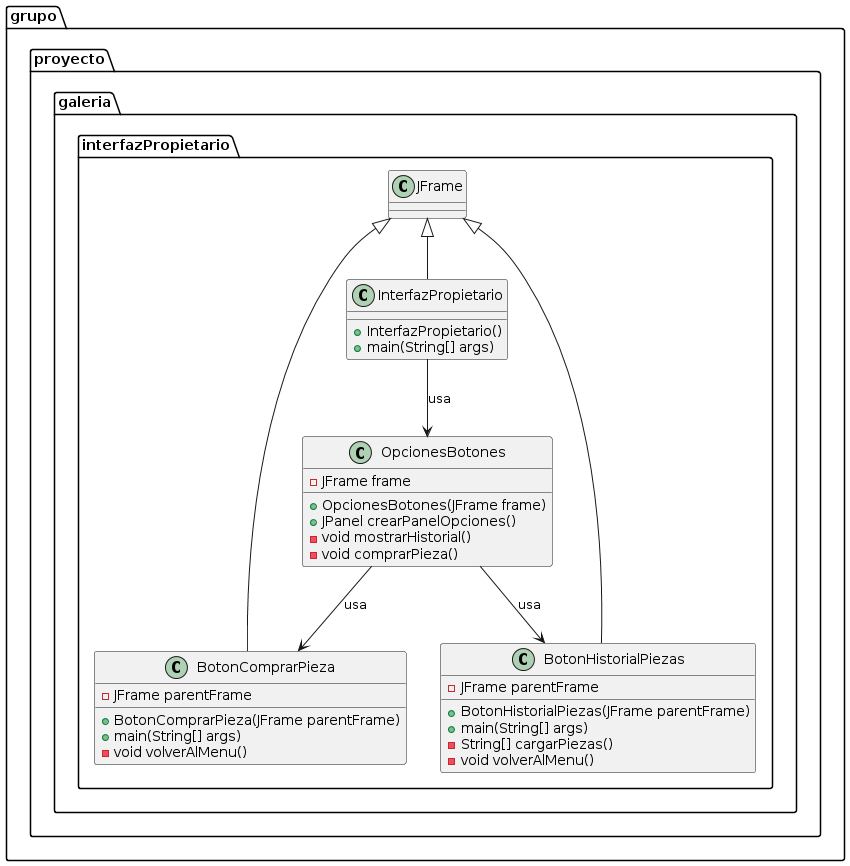 grupo
proyecto
galeria
interfazPropietario
C JFrame
C InterfazPropietario
InterfazPropietario()
main(String[] args)
usa
C OpcionesBotones
JFrame frame
OpcionesBotones(JFrame frame)
JPanel crearPanelOpciones()
void mostrarHistorial()
void comprarPieza()
usa
usa
C BotonComprarPieza
JFrame parentFrame
BotonComprarPieza(JFrame parentFrame)
main(String[] args)
void volverAlMenu()
C BotonHistorialPiezas
JFrame parentFrame
BotonHistorialPiezas(JFrame parentFrame)
main(String[] args)
String[] cargarPiezas()
void volverAlMenu()